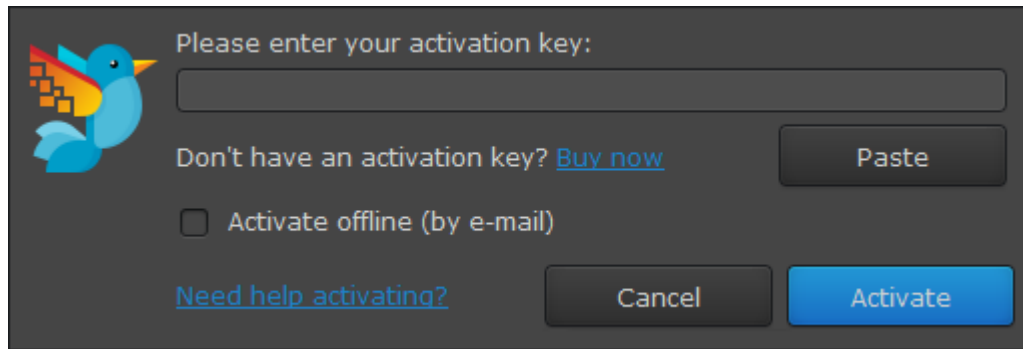 Please enter your activation key:
Don't have an activation key? Buy now
Paste
Activate offline (by e-mail)
Need help activating?
Cancel
Activate